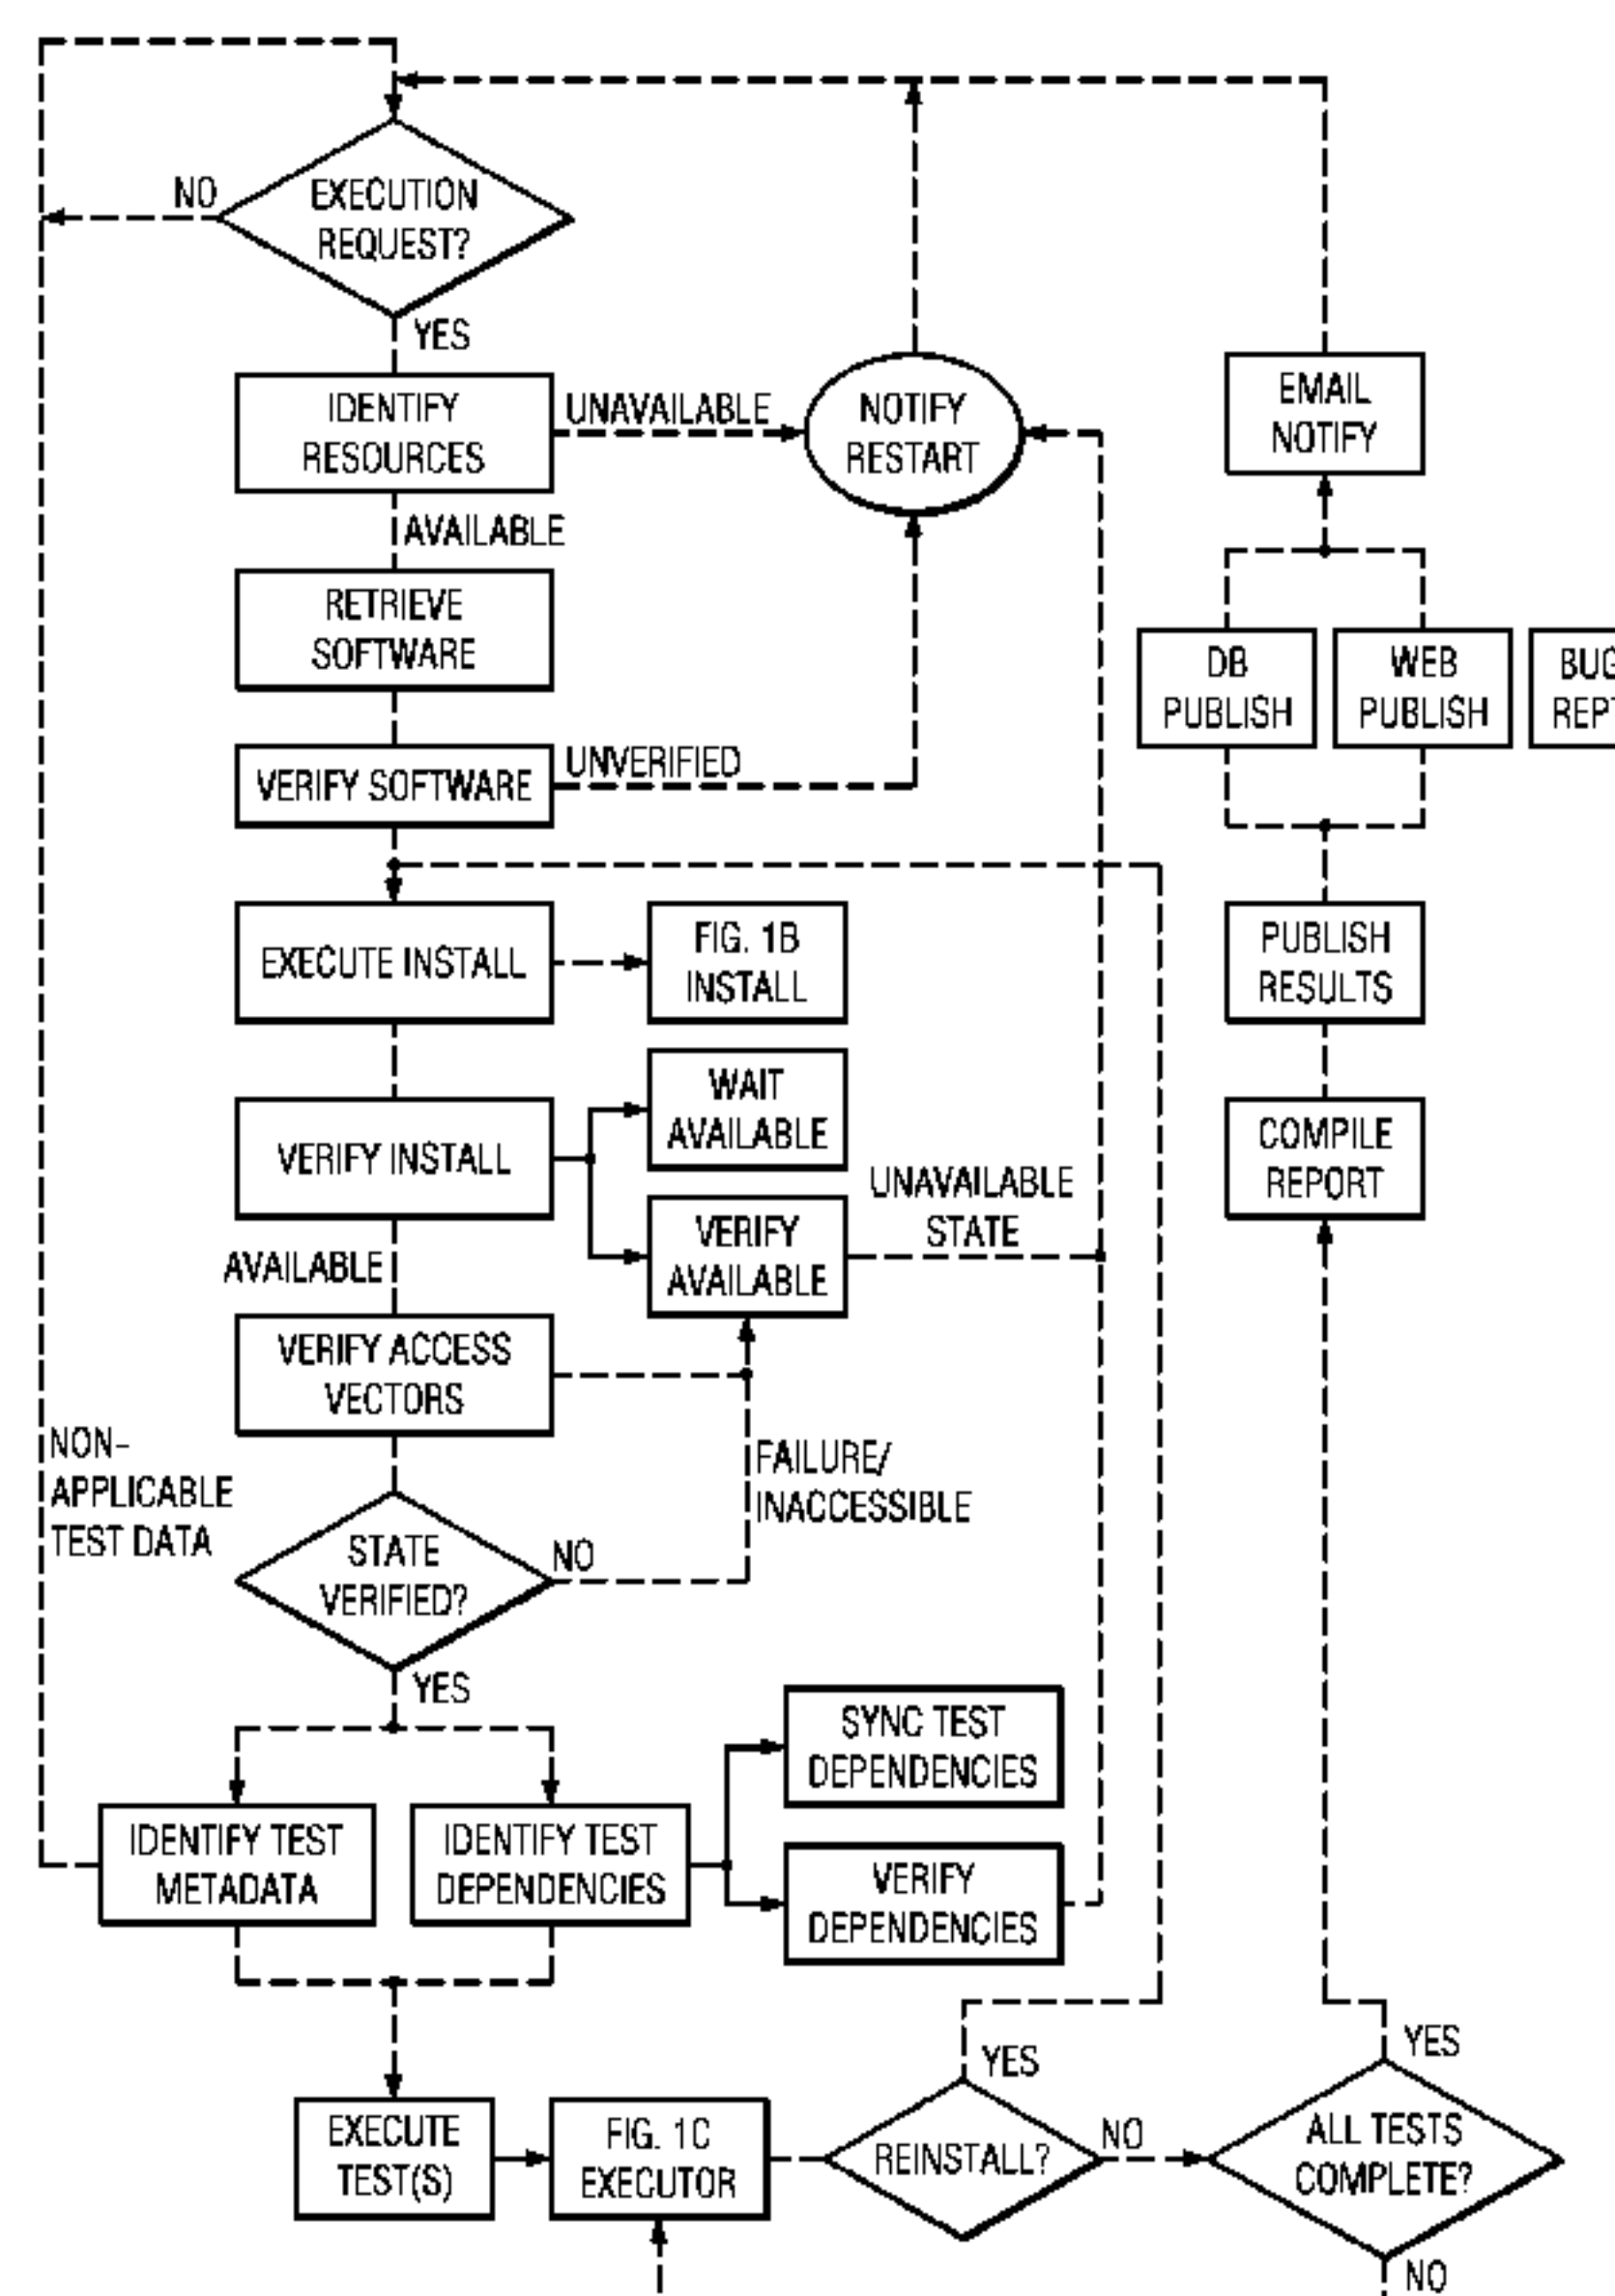 NO
EXECUTION
REQUEST?
YES
IDENTIFY
RESOURCES
UNAVAILABLE
NOTIFY
RESTART
EMAIL
NOTIFY
AVAILABLE
RETRIEVE
SOFTWARE
DB
PUBLISH
WEB
PUBLISH
BUG
REPT
VERIFY SOFTWARE
UNVERIFIED
EXECUTE INSTALL
FIG. 1B
INSTALL
PUBLISH
RESULTS
WAIT
AVAILABLE
VERIFY INSTALL
COMPILE
REPORT
VERIFY
AVAILABLE
UNAVAILABLE
STATE
AVAILABLE
VERIFY ACCESS
VECTORS
NON-
APPLICABLE
TEST DATA
FAILURE/
INACCESSIBLE
STATE
VERIFIED?
NO
YES
SYNC TEST
DEPENDENCIES
IDENTIFY TEST
METADATA
IDENTIFY TEST
DEPENDENCIES
VERIFY
DEPENDENCIES
YES
YES
EXECUTE
TEST(S)
FIG. 1C
EXECUTOR
REINSTALL?
NO
ALL TESTS
COMPLETE?
NO